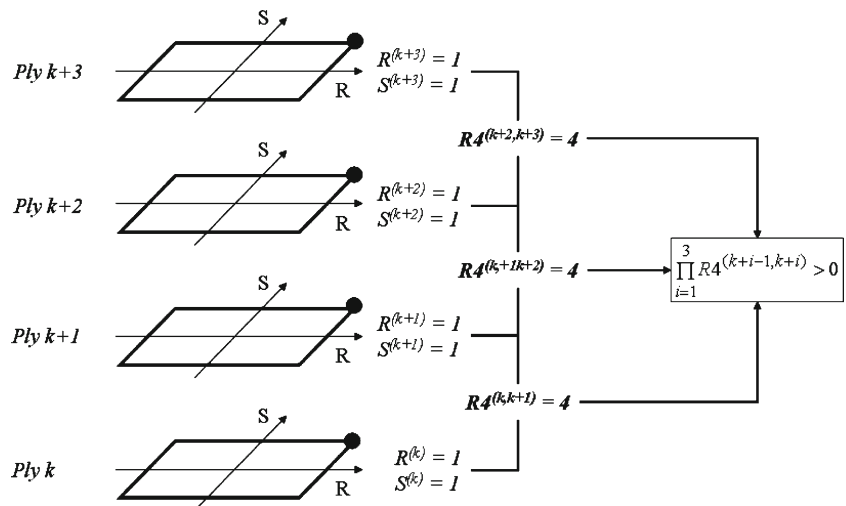 S
Ply k+3
R
R^(k+3) = 1
S^(k+3) = 1
R4^(k+2,k+3) = 4
S
Ply k+2
R
R^(k+2) = 1
S^(k+2) = 1
R4^(k,+1k+2) = 4
3
∏ R4^(k+i−1,k+i) > 0
i=1
S
Ply k+1
R
R^(k+1) = 1
S^(k+1) = 1
R4^(k,k+1) = 4
S
Ply k
R
R^(k) = 1
S^(k) = 1